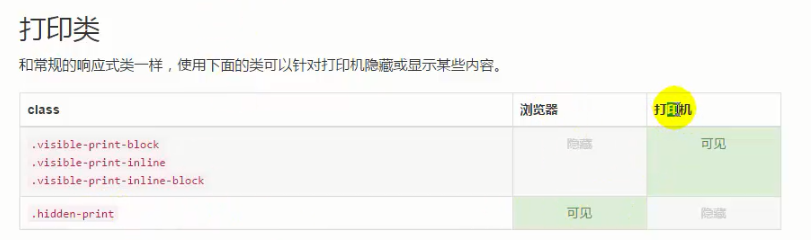 打印类
和常规的响应式类一样，使用下面的类可以针对打印机隐藏或显示某些内容。
class 浏览器 打印机
.visible-print-block
.visible-print-inline
.visible-print-inline-block
隐藏 可见
.hidden-print 可见 隐藏